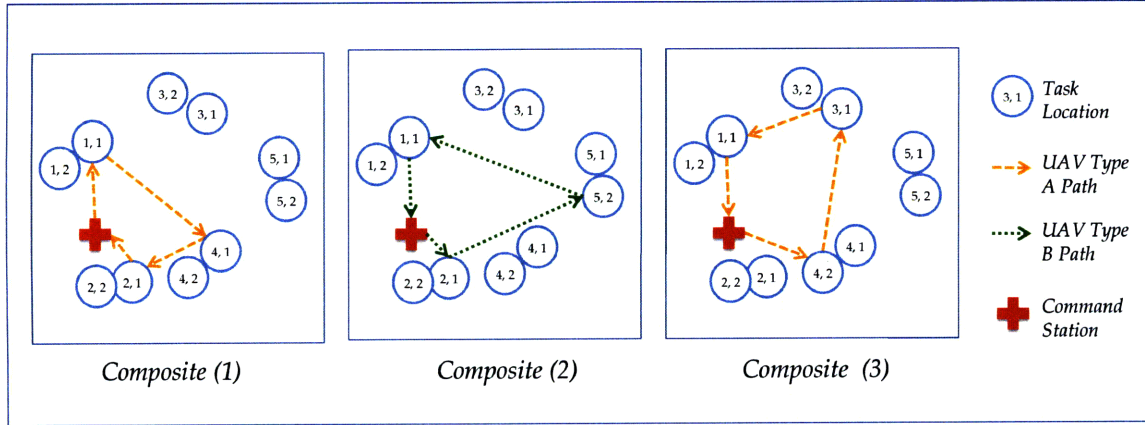 3, 2
3, 1
1, 1
1, 2
5, 1
5, 2
4, 1
4, 2
2, 1
2, 2
Composite (1)
3, 2
3, 1
1, 1
1, 2
5, 1
5, 2
4, 1
4, 2
2, 2
2, 1
Composite (2)
3, 2
3, 1
1, 1
1, 2
5, 1
5, 2
4, 1
4, 2
2, 2
2, 1
Composite (3)
3, 1
Task
Location
UAV Type
A Path
UAV Type
B Path
Command
Station